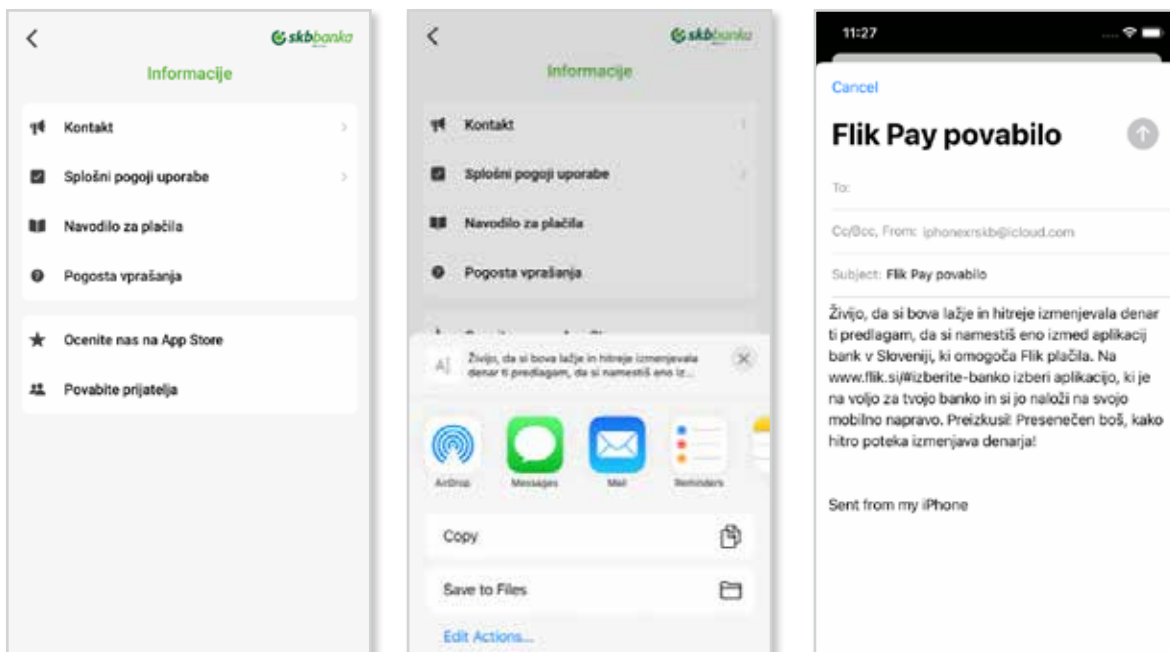 skbbanka
Informacije
Kontakt
Splošni pogoji uporabe
Navodilo za plačila
Pogosta vprašanja
Ocenite nas na App Store
Povabite prijatelja
skbbanka
Informacije
Kontakt
Splošni pogoji uporabe
Navodilo za plačila
Pogosta vprašanja
Živijo, da si bova lažje in hitreje izmenjevala
denar ti predlagam, da si namestiš eno iz...
AirDrop Messages Mail Reminders
Copy
Save to Files
Edit Actions...
11:27
Cancel
Flik Pay povabilo
To:
Cc/Bcc, From: iphonexrskb@icloud.com
Subject: Flik Pay povabilo
Živijo, da si bova lažje in hitreje izmenjevala denar
ti predlagam, da si namestiš eno izmed aplikacij
bank v Sloveniji, ki omogoča Flik plačila. Na
www.flik.si/#izberite-banko izberi aplikacijo, ki je
na voljo za tvojo banko in si jo naloži na svojo
mobilno napravo. Preizkusi! Presenečen boš, kako
hitro poteka izmenjava denarja!
Sent from my iPhone